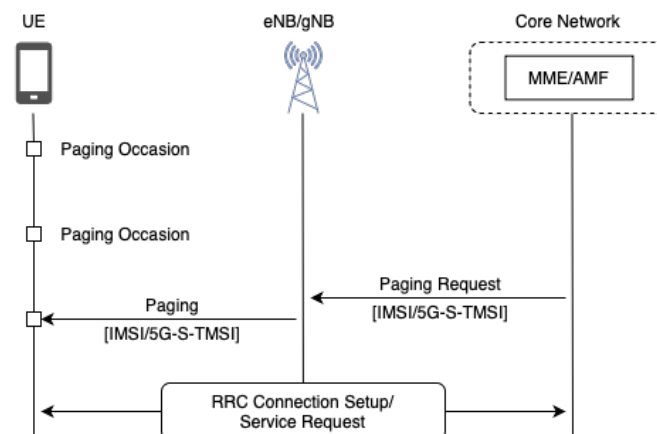 UE
eNB/gNB
Core Network
MME/AMF
Paging Occasion
Paging Occasion
Paging Request
[IMSI/5G-S-TMSI]
Paging
[IMSI/5G-S-TMSI]
RRC Connection Setup/
Service Request